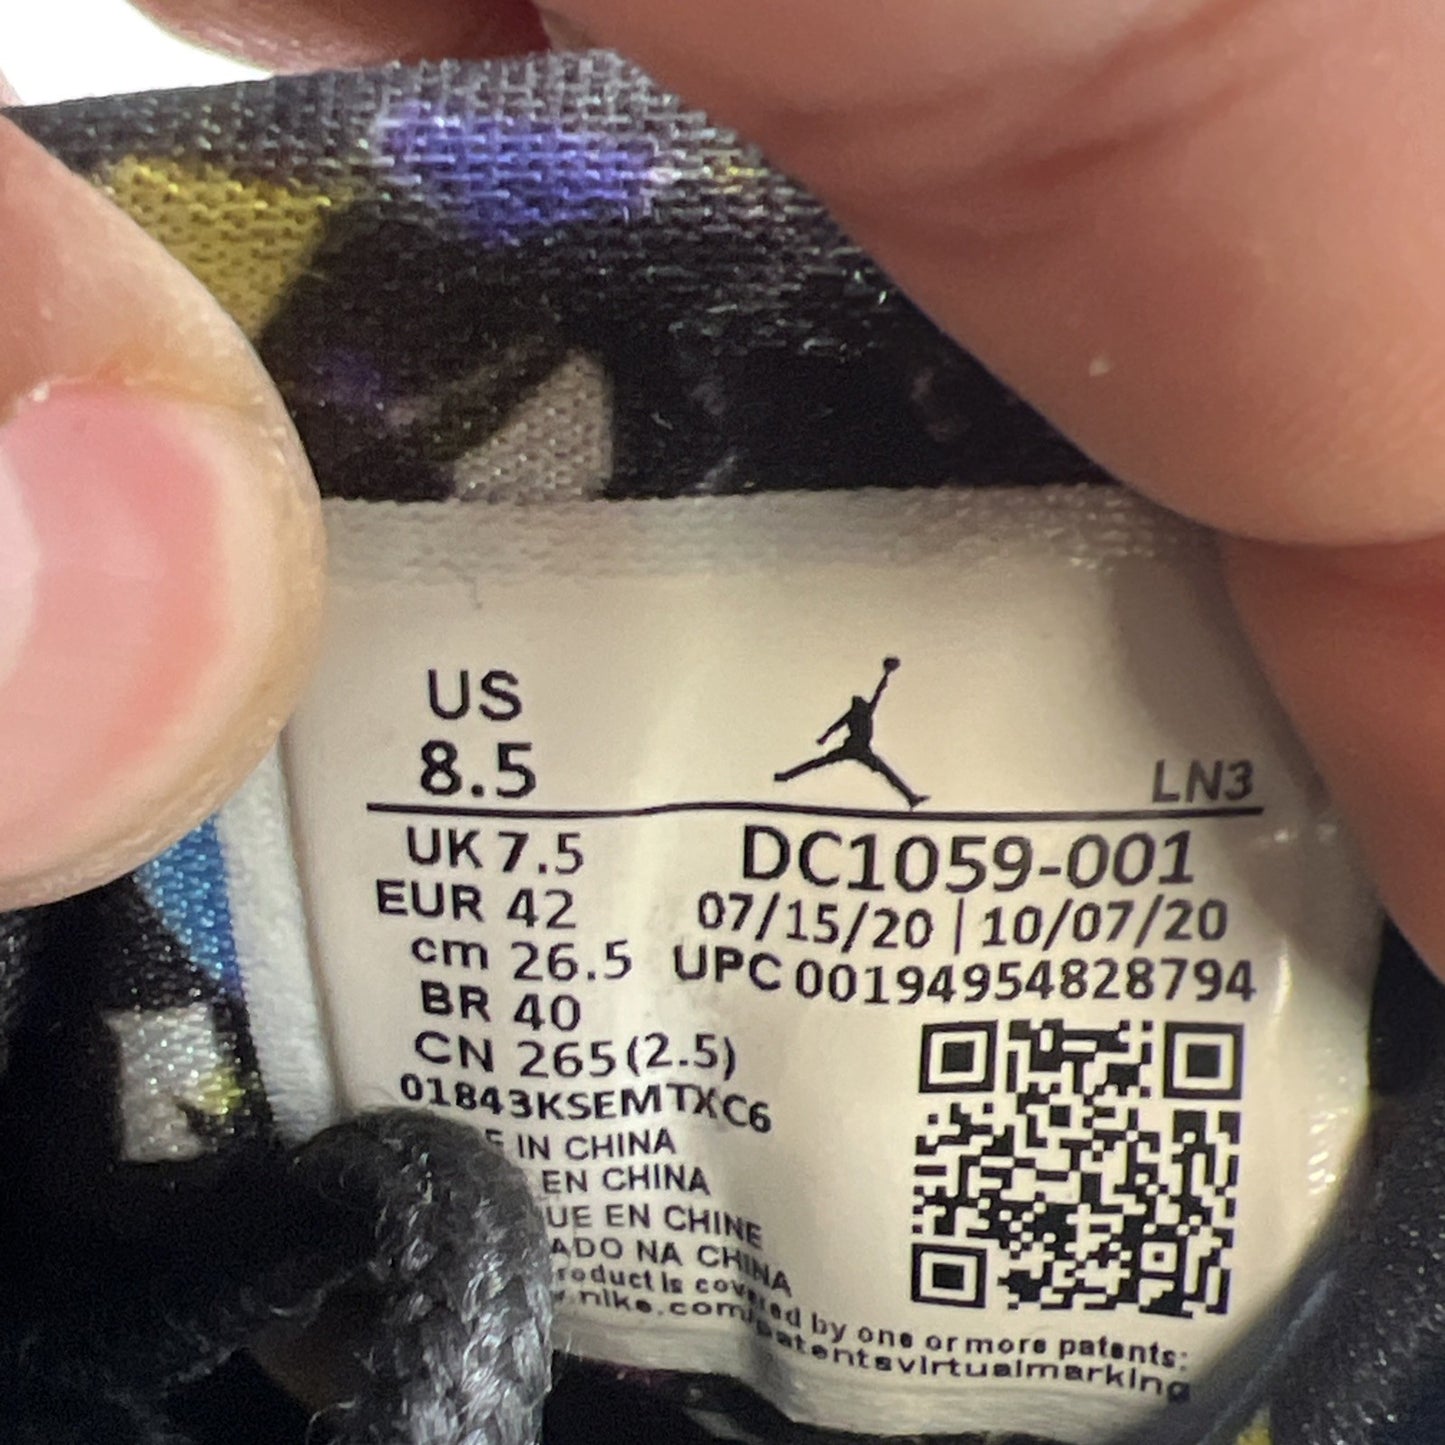 US
8.5
LN3
UK 7.5
EUR 42
cm 26.5
BR 40
CN 265(2.5)
01843KSEMTXC6
DC1059-001
07/15/20 | 10/07/20
UPC 00194954828794
IN CHINA
EN CHINA
EN CHINE
NA CHINA
is covered by one or more patents:
.nike.com/patentsvirtualmarking